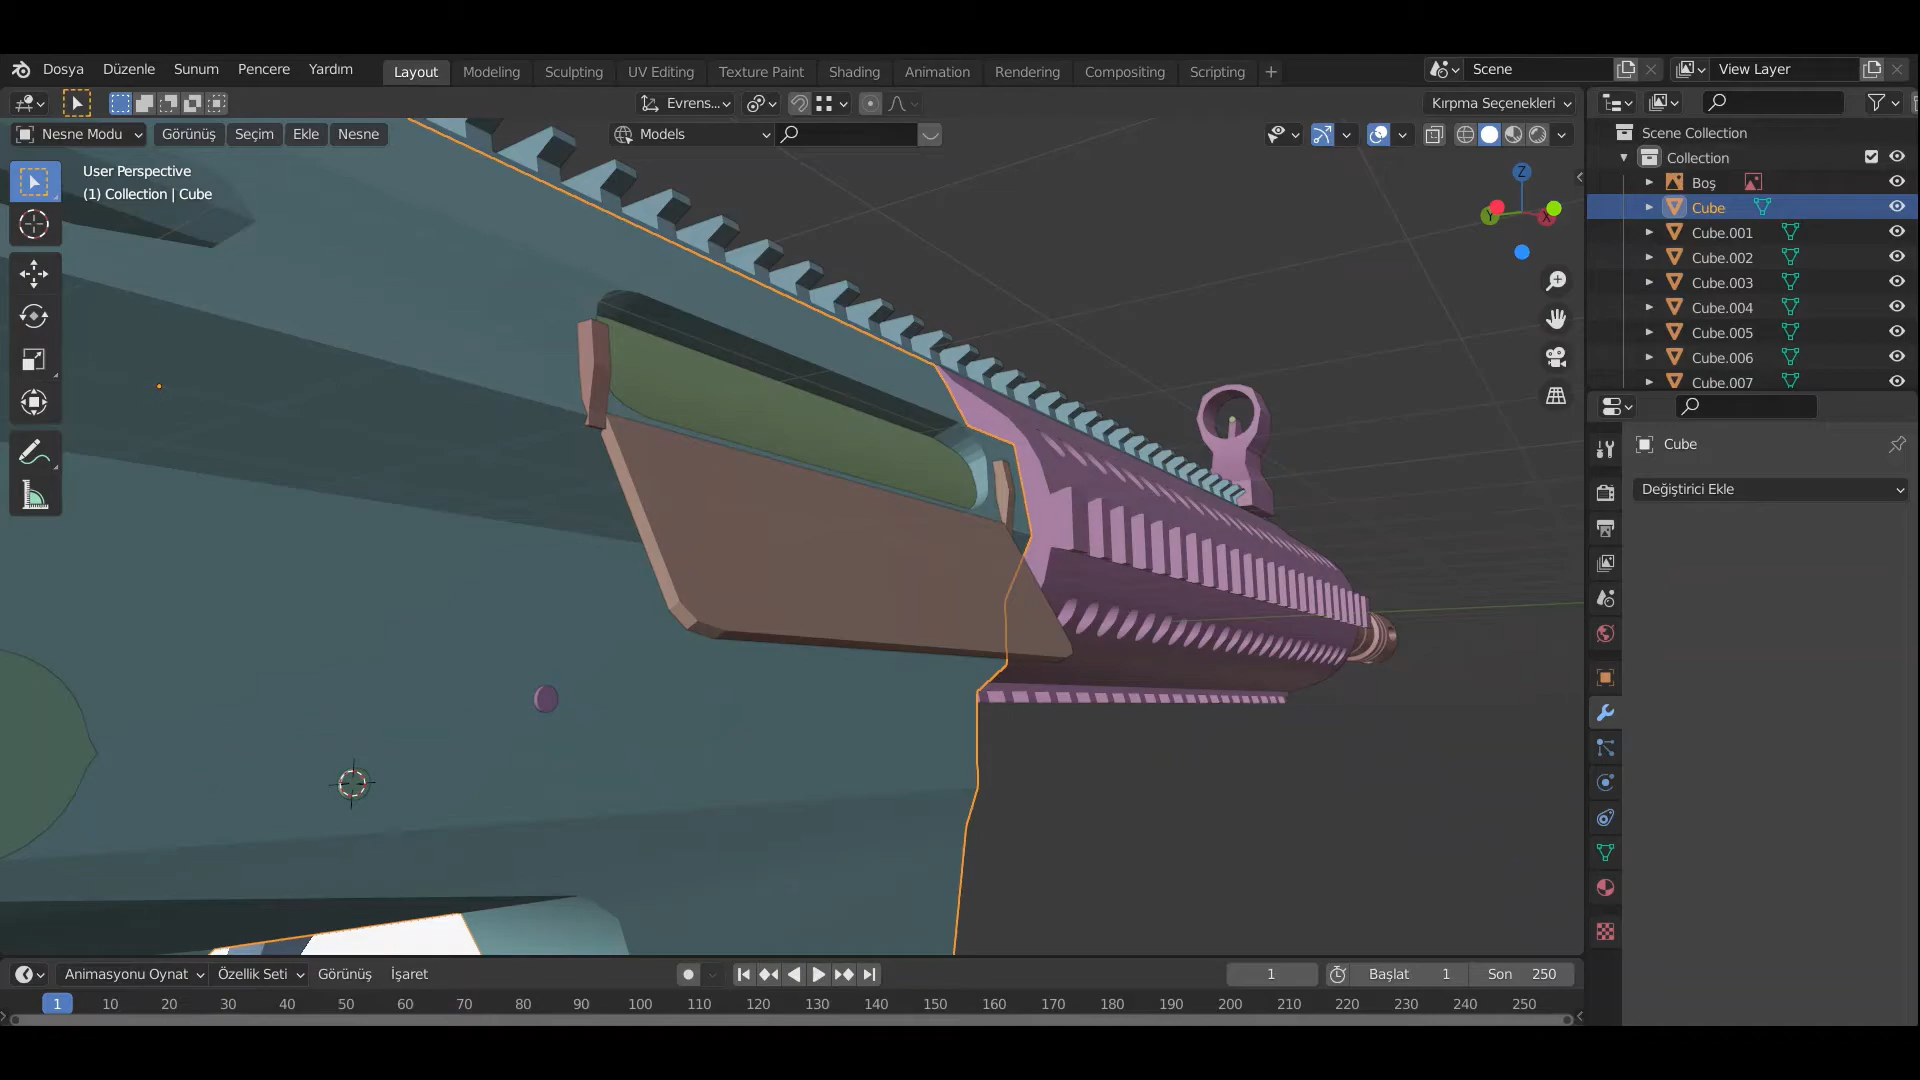 Dosya Düzenle Sunum Pencere Yardım Layout Modeling Sculpting UV Editing Texture Paint Shading Animation Rendering Compositing Scripting + Scene View Layer
Evrens... Kırpma Seçenekleri
Nesne Modu Görünüş Seçim Ekle Nesne Models
User Perspective
(1) Collection | Cube
Z
Y X
Scene Collection
Collection
Boş
Cube
Cube.001
Cube.002
Cube.003
Cube.004
Cube.005
Cube.006
Cube.007
Cube
Değiştirici Ekle
Animasyonu Oynat Özellik Seti Görünüş İşaret 1 Başlat 1 Son 250
1 10 20 30 40 50 60 70 80 90 100 110 120 130 140 150 160 170 180 190 200 210 220 230 240 250